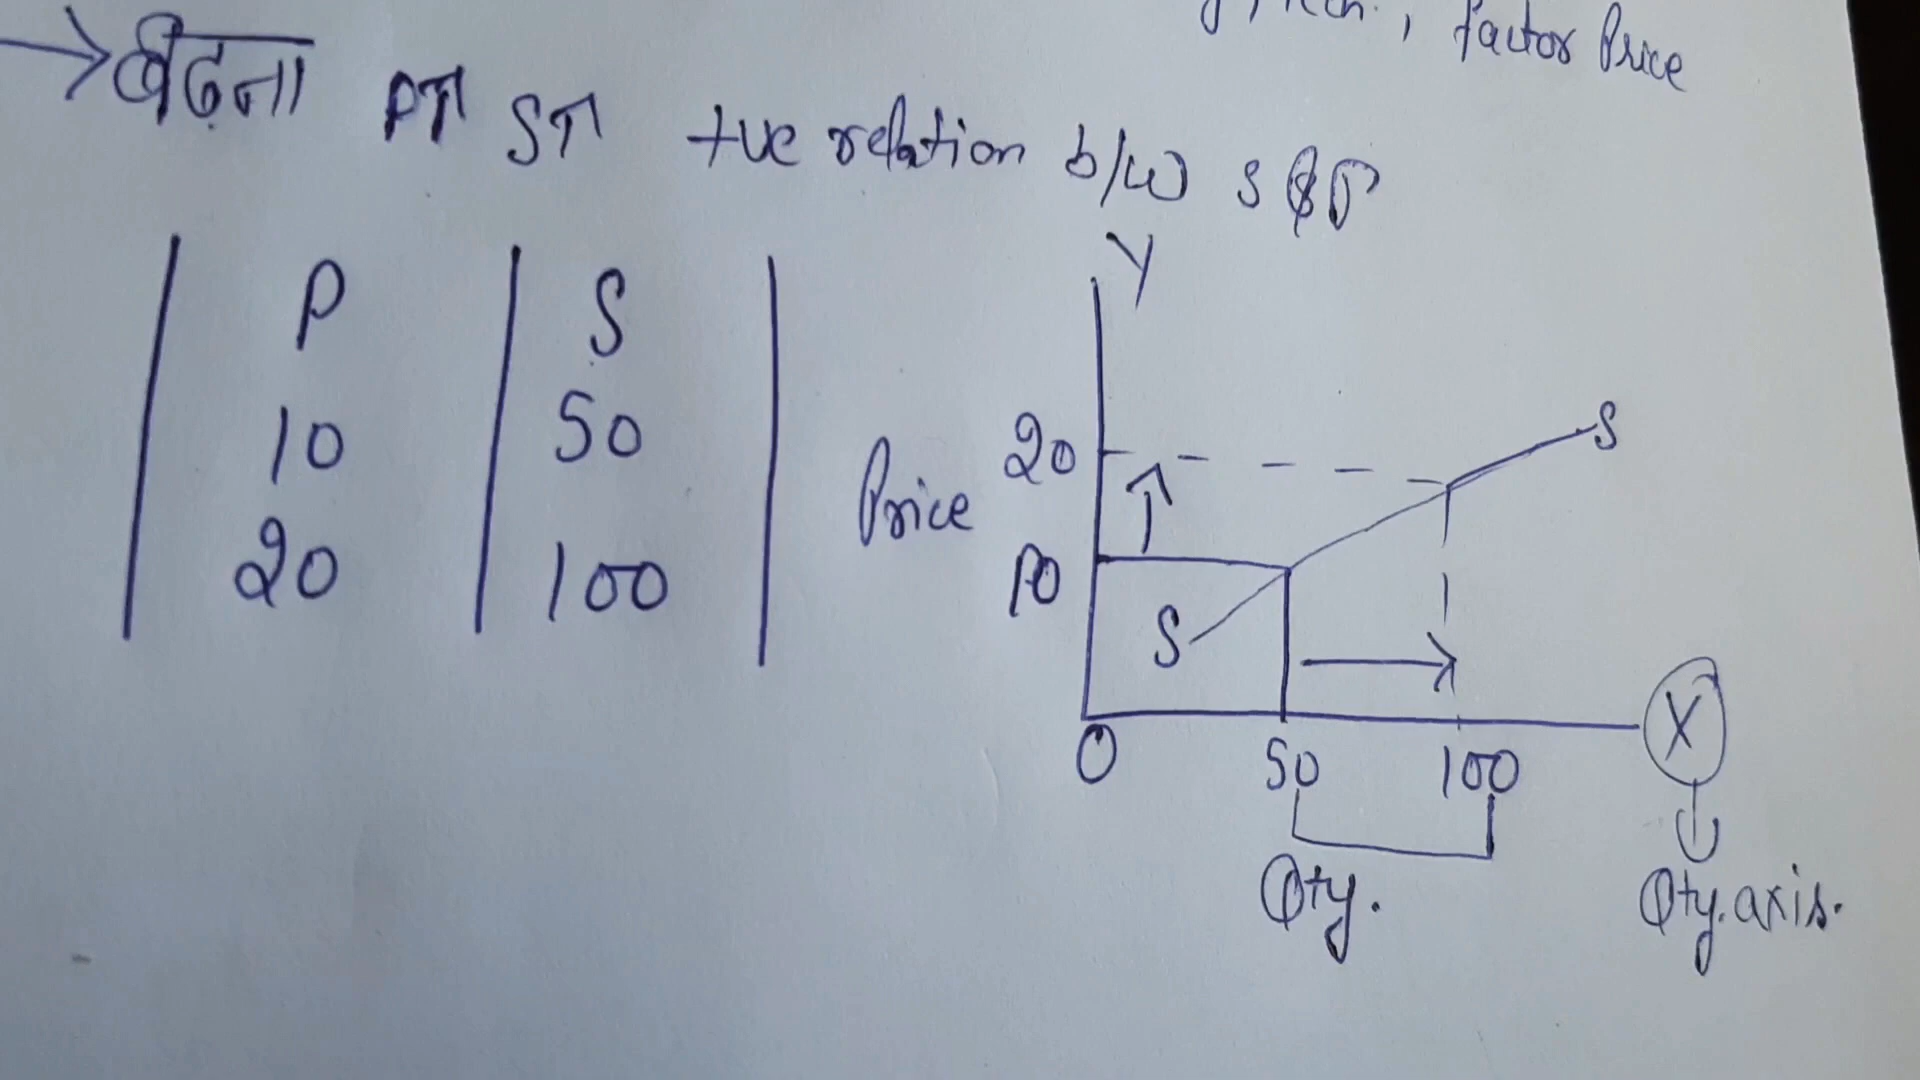 factor Price
→ बढ़ना P↑ S↑ +ve relation b/w S & P
P S
10 50
20 100
Y
20
Price
10
S
S
O 50 100 X
Qty. Qty. axis.